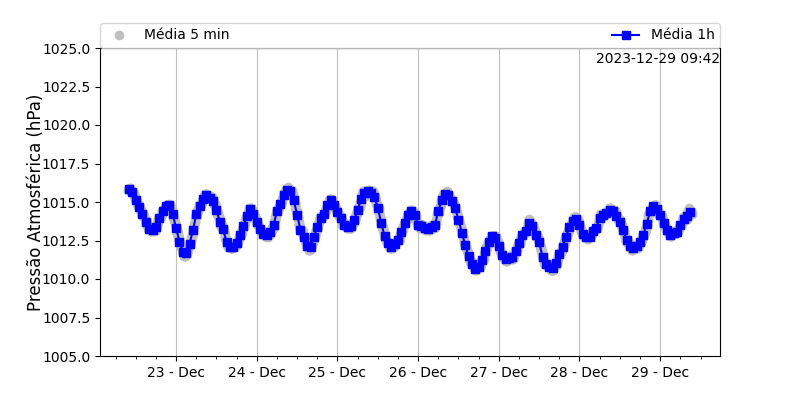 Média 5 min
Média 1h
2023-12-29 09:42
Pressão Atmosférica (hPa)
1025.0
1022.5
1020.0
1017.5
1015.0
1012.5
1010.0
1007.5
1005.0
23 - Dec
24 - Dec
25 - Dec
26 - Dec
27 - Dec
28 - Dec
29 - Dec